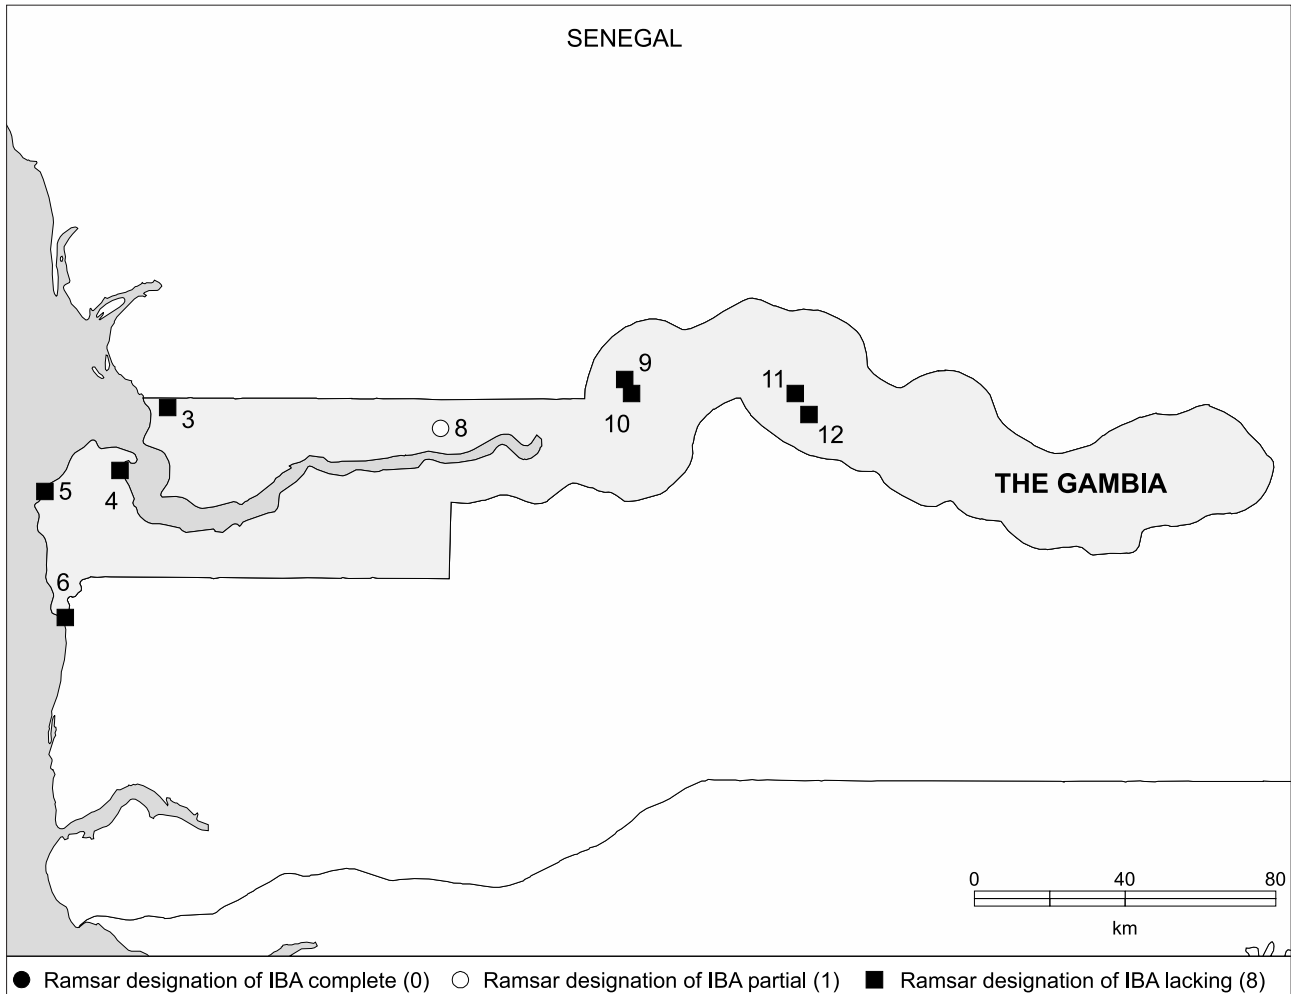 SENEGAL
9
11
3
10
8
12
THE GAMBIA
5
4
6
0 40 80
km
Ramsar designation of IBA complete (0) Ramsar designation of IBA partial (1) Ramsar designation of IBA lacking (8)